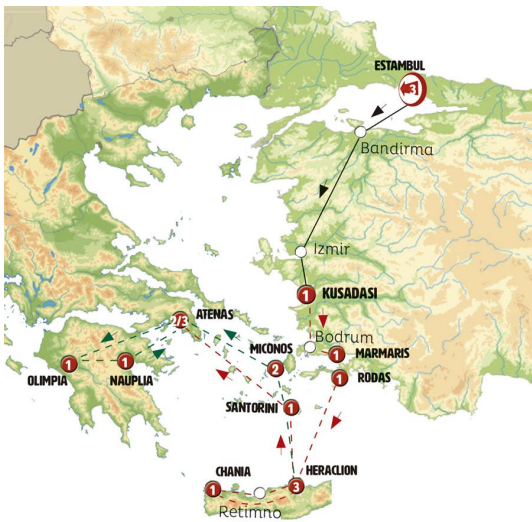 ESTAMBUL
3
Bandirma
Izmir
1 KUSADASI
2/3 ATENAS
Bodrum
MICONOS
1 MARMARIS
1
OLIMPIA
1
NAUPLIA
2
1
RODAS
SANTORINI 1
CHANIA
HERACLION
1
3
Retimno